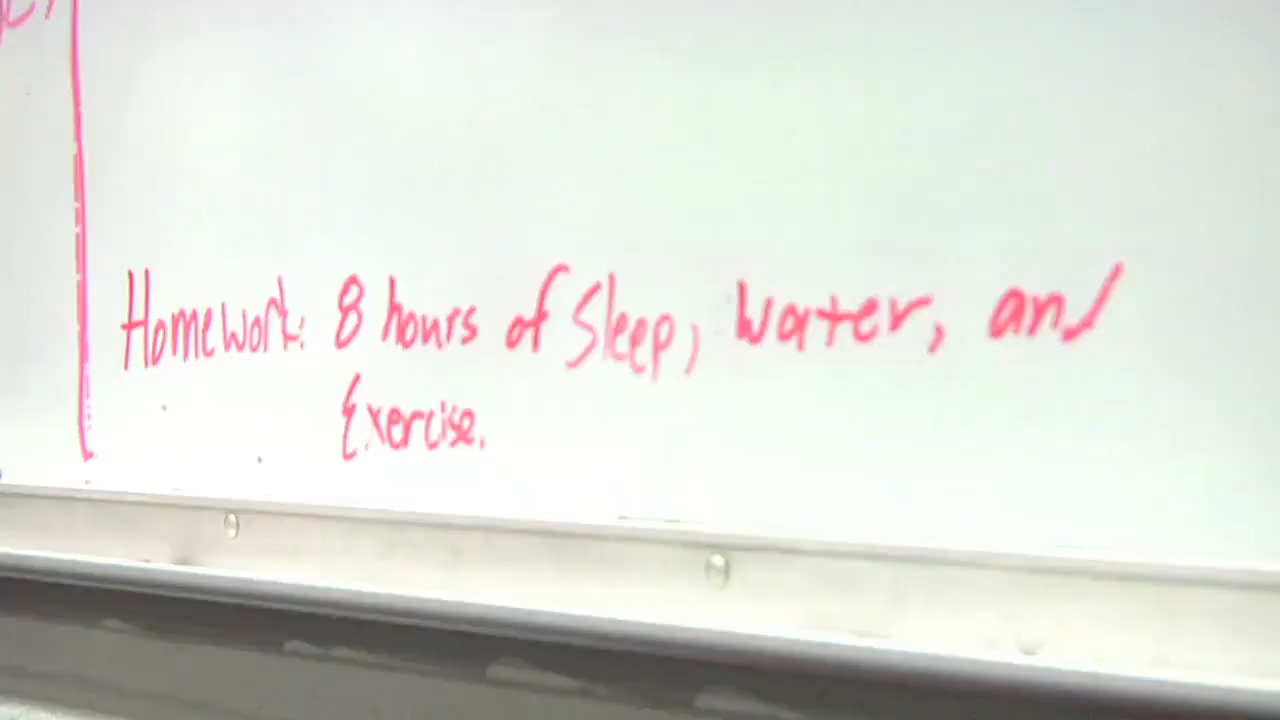 Homework: 8 hours of Sleep, Water, and
Exercise.